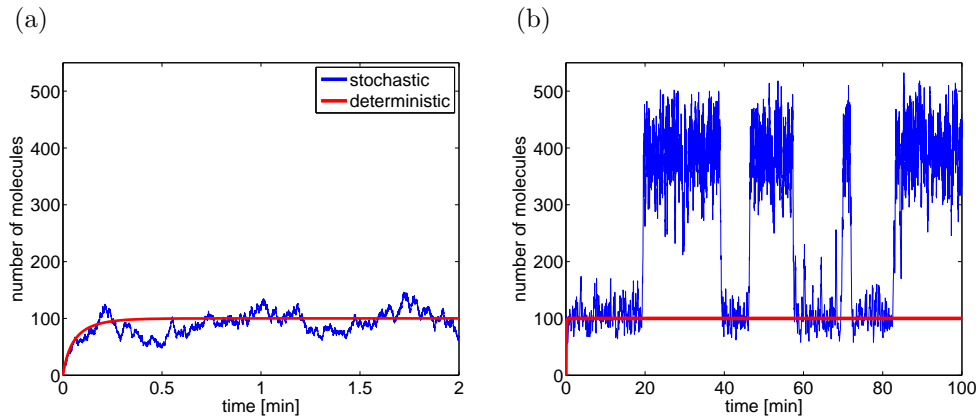 (a)
number of molecules
500
400
300
200
100
0
0 0.5 1 1.5 2
time [min]
stochastic
deterministic
(b)
number of molecules
500
400
300
200
100
0
0 20 40 60 80 100
time [min]